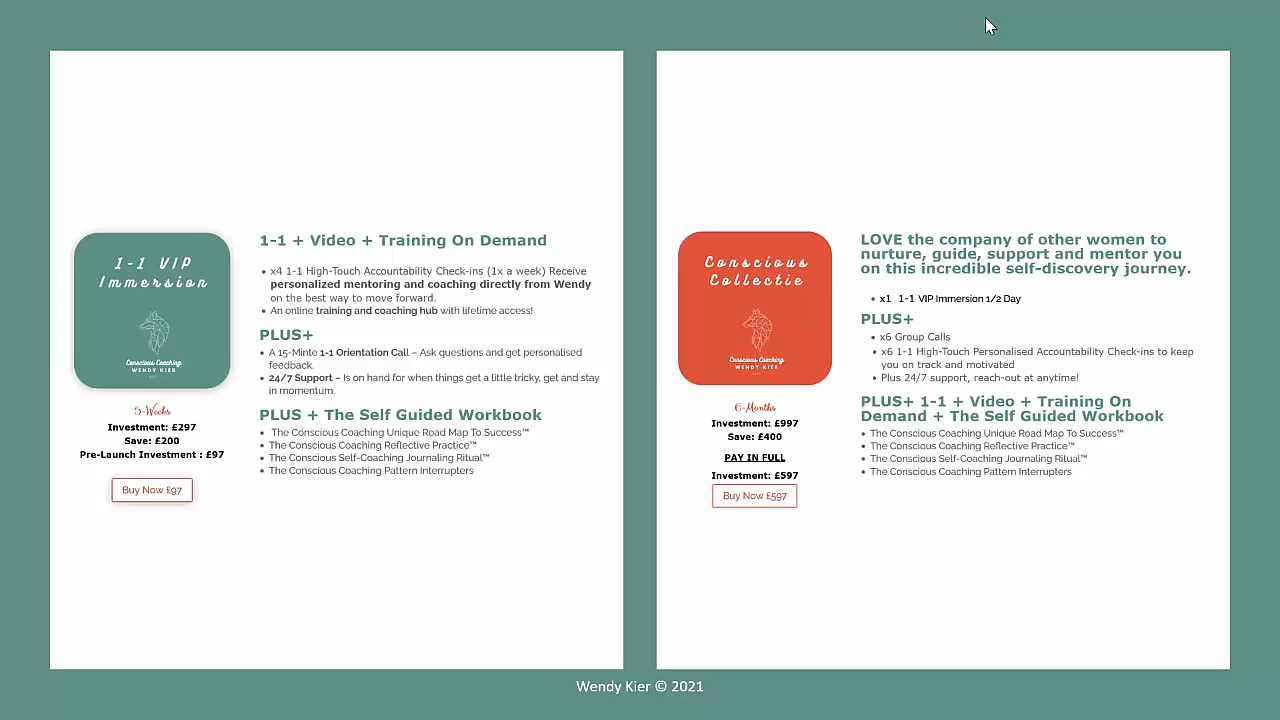 1-1 VIP
Immersion
Conscious Coaching
WENDY KIER
5-Weeks
Investment: £297
Save: £200
Pre-Launch Investment : £97
Buy Now £97
1-1 + Video + Training On Demand
• x4 1-1 High-Touch Accountability Check-ins (1x a week) Receive
personalized mentoring and coaching directly from Wendy
on the best way to move forward.
• An online training and coaching hub with lifetime access!
PLUS+
• A 15-Minte 1-1 Orientation Call – Ask questions and get personalised
feedback.
• 24/7 Support – Is on hand for when things get a little tricky, get and stay
in momentum.
PLUS + The Self Guided Workbook
• The Conscious Coaching Unique Road Map To Success™
• The Conscious Coaching Reflective Practice™
• The Conscious Self-Coaching Journaling Ritual™
• The Conscious Coaching Pattern Interrupters
Conscious
Collectie
Conscious Coaching
WENDY KIER
6-Months
Investment: £997
Save: £400
PAY IN FULL
Investment: £597
Buy Now £597
LOVE the company of other women to
nurture, guide, support and mentor you
on this incredible self-discovery journey.
• x1 1-1 VIP Immersion 1/2 Day
PLUS+
• x6 Group Calls
• x6 1-1 High-Touch Personalised Accountability Check-ins to keep
you on track and motivated
• Plus 24/7 support, reach-out at anytime!
PLUS+ 1-1 + Video + Training On
Demand + The Self Guided Workbook
• The Conscious Coaching Unique Road Map To Success™
• The Conscious Coaching Reflective Practice™
• The Conscious Self-Coaching Journaling Ritual™
• The Conscious Coaching Pattern Interrupters
Wendy Kier © 2021